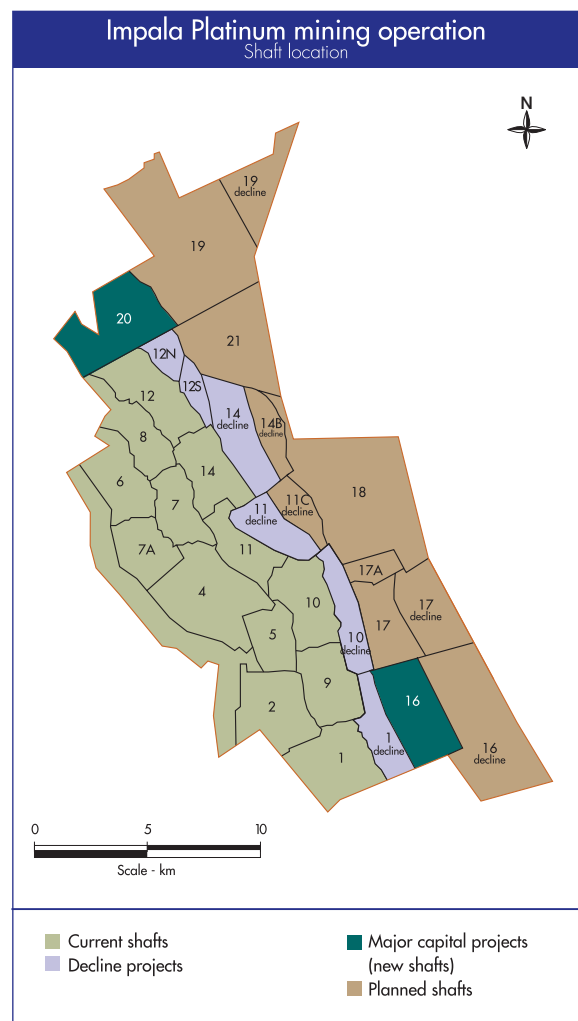 Impala Platinum mining operation
Shaft location
N
19
decline
19
20
21
12N
12S
12
14
decline
14B
decline
8
14
6
7
11
decline
11C
decline
18
7A
11
4
17A
10
17
17
decline
5
10
decline
9
16
2
1
1
decline
16
decline
0
5
10
Scale - km
Current shafts
Decline projects
Major capital projects
(new shafts)
Planned shafts